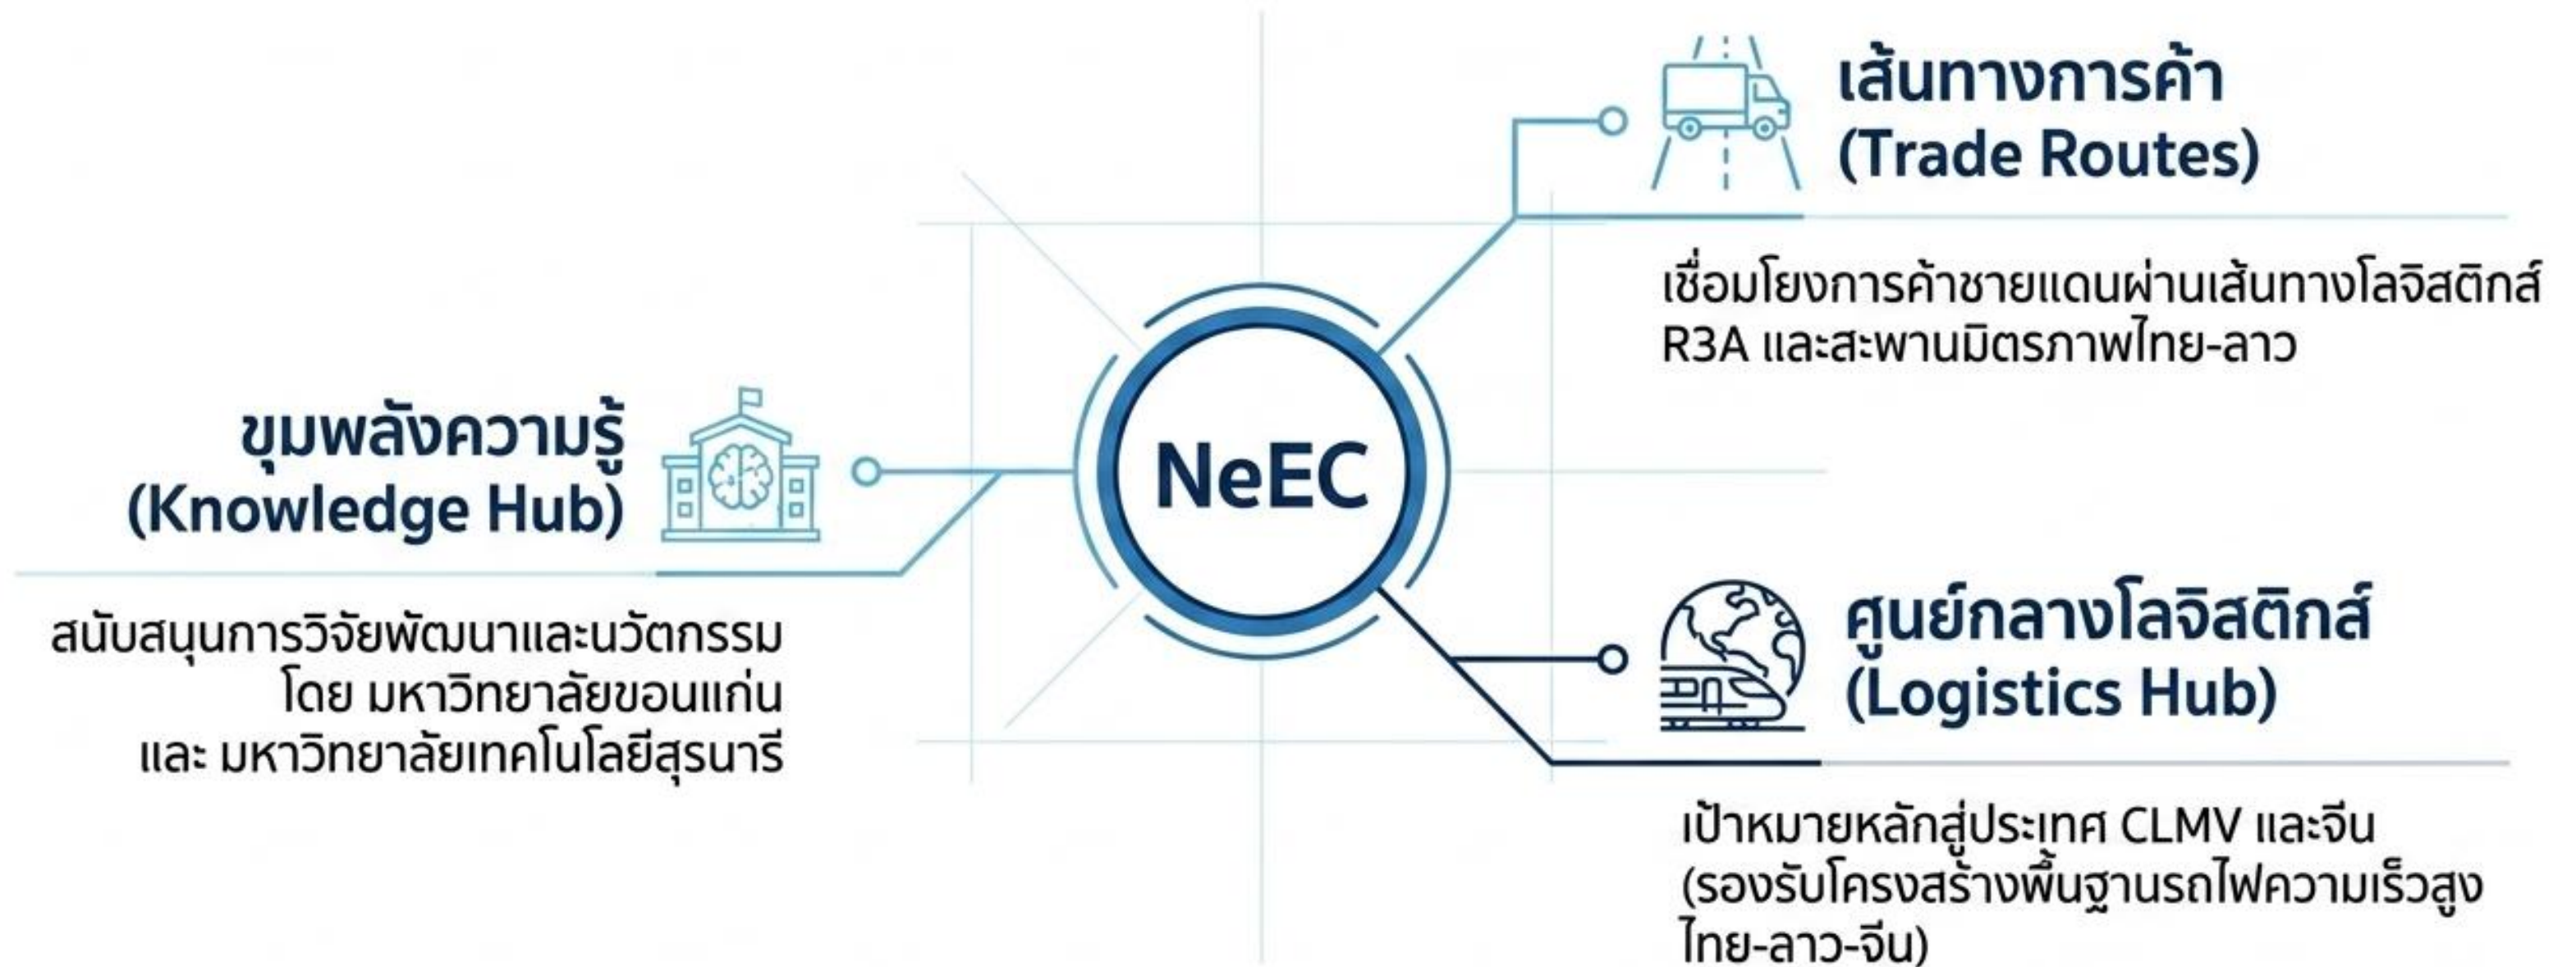 เส้นทางการค้า
(Trade Routes)
เชื่อมโยงการค้าชายแดนผ่านเส้นทางโลจิสติกส์
R3A และสะพานมิตรภาพไทย-ลาว
ขุมพลังความรู้
(Knowledge Hub)
สนับสนุนการวิจัยพัฒนาและนวัตกรรม
โดย มหาวิทยาลัยขอนแก่น
และ มหาวิทยาลัยเทคโนโลยีสุรนารี
NeEC
ศูนย์กลางโลจิสติกส์
(Logistics Hub)
เป้าหมายหลักสู่ประเทศ CLMV และจีน
(รองรับโครงสร้างพื้นฐานรถไฟความเร็วสูง
ไทย-ลาว-จีน)